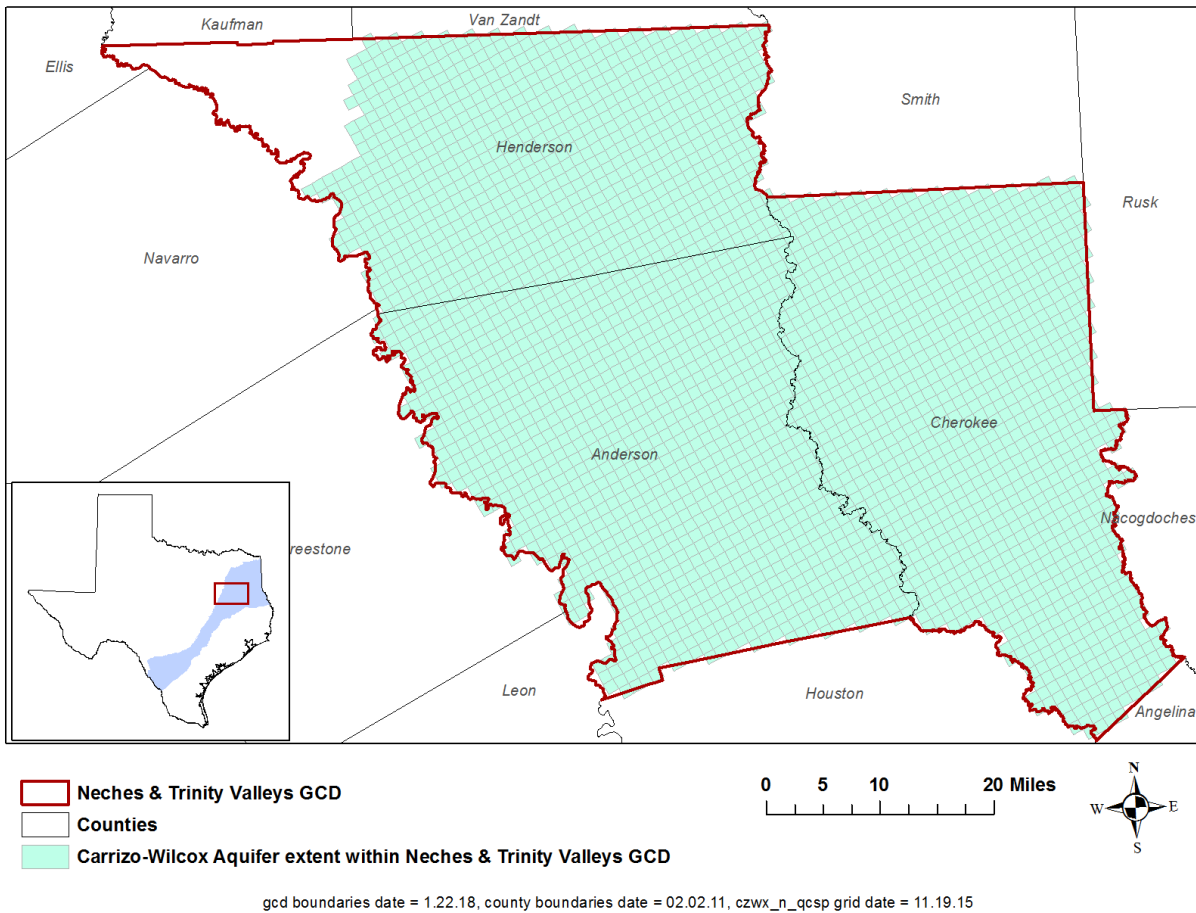 Kaufman
Van Zandt
Ellis
Smith
Henderson
Rusk
Navarro
Cherokee
Anderson
Nacogdoches
reestone
Leon
Houston
Angelina
Neches & Trinity Valleys GCD
Counties
Carrizo-Wilcox Aquifer extent within Neches & Trinity Valleys GCD
0 5 10 20 Miles
N
W E
S
gcd boundaries date = 1.22.18, county boundaries date = 02.02.11, czwx_n_qcsp grid date = 11.19.15